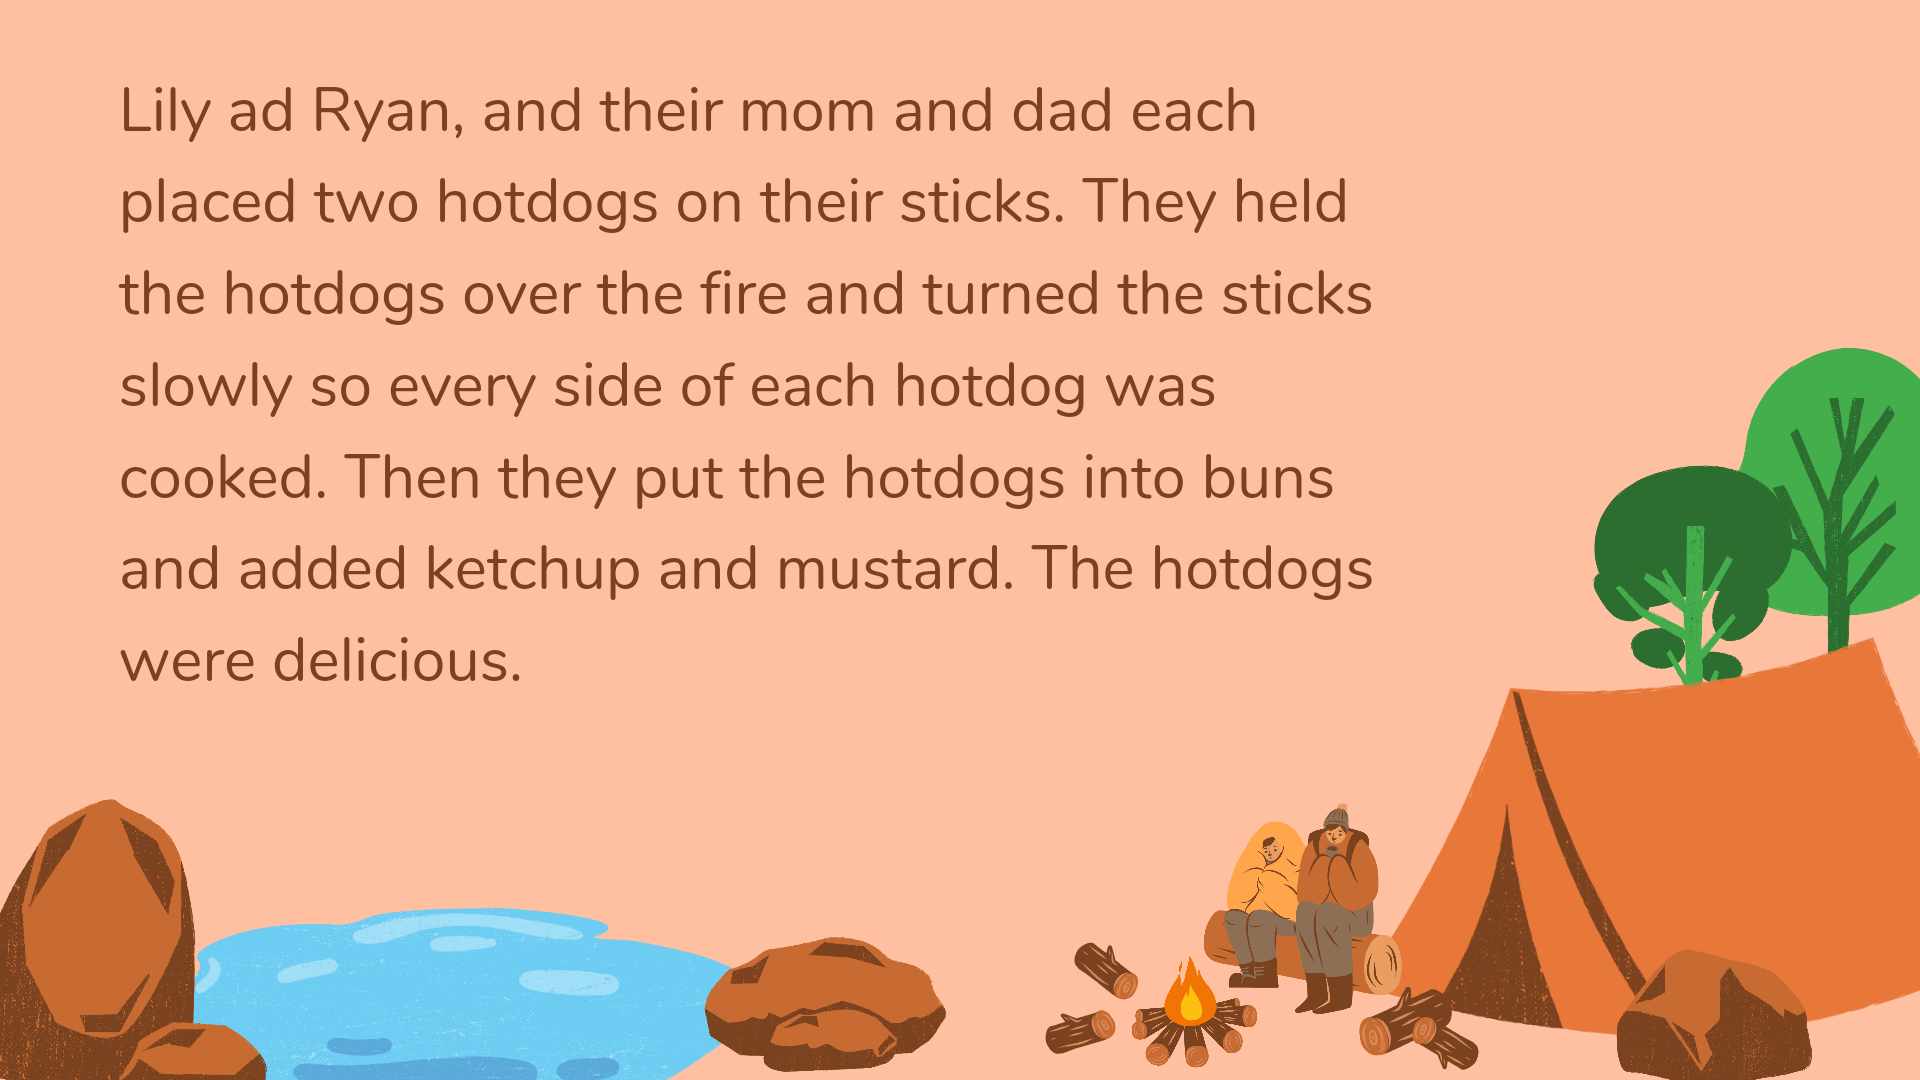 Lily ad Ryan, and their mom and dad each
placed two hotdogs on their sticks. They held
the hotdogs over the fire and turned the sticks
slowly so every side of each hotdog was
cooked. Then they put the hotdogs into buns
and added ketchup and mustard. The hotdogs
were delicious.